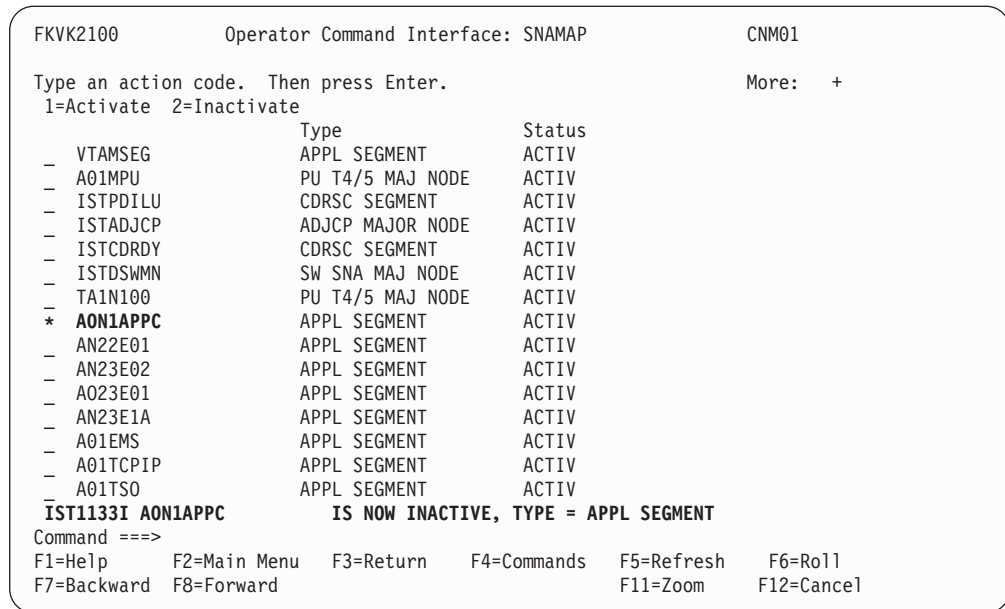 FKVK2100 Operator Command Interface: SNAMAP CNM01
Type an action code. Then press Enter. More: +
1=Activate 2=Inactivate
Type Status
_ VTAMSEG APPL SEGMENT ACTIV
_ A01MPU PU T4/5 MAJ NODE ACTIV
_ ISTPDILU CDRSC SEGMENT ACTIV
_ ISTADJCP ADJCP MAJOR NODE ACTIV
_ ISTCDRDY CDRSC SEGMENT ACTIV
_ ISTDSWMN SW SNA MAJ NODE ACTIV
_ TA1N100 PU T4/5 MAJ NODE ACTIV
* AON1APPC APPL SEGMENT ACTIV
_ AN22E01 APPL SEGMENT ACTIV
_ AN23E02 APPL SEGMENT ACTIV
_ AO23E01 APPL SEGMENT ACTIV
_ AN23E1A APPL SEGMENT ACTIV
_ A01EMS APPL SEGMENT ACTIV
_ A01TCPIP APPL SEGMENT ACTIV
_ A01TSO APPL SEGMENT ACTIV
IST1133I AON1APPC IS NOW INACTIVE, TYPE = APPL SEGMENT
Command ===>
F1=Help F2=Main Menu F3=Return F4=Commands F5=Refresh F6=Roll
F7=Backward F8=Forward F11=Zoom F12=Cancel